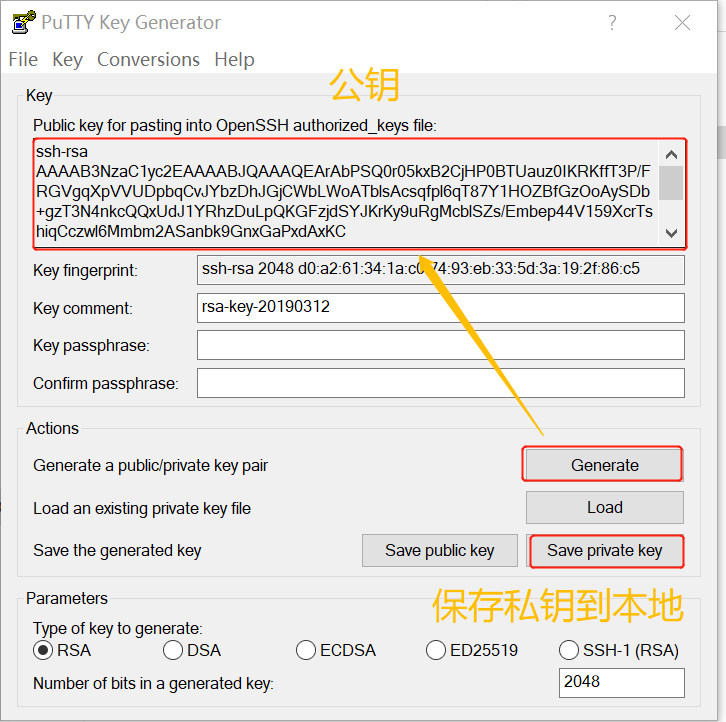 PuTTY Key Generator
File Key Conversions Help
公钥
Key
Public key for pasting into OpenSSH authorized_keys file:
ssh-rsa
AAAAB3NzaC1yc2EAAAABJQAAAQEArAbPSQ0r05kxB2CjHP0BTUauz0IKRKffT3P/F
RGVgqXpVVUDpbqCvJYbzDhJGjCWbLWoATblsAcsqfpl6qT87Y1HOZBfGzOoAySDb
+gzT3N4nkcQQxUdJ1YRhzDuLpQKGFzjdSYJKrKy9uRgMcblSZs/Embep44V159XcrTs
hiqCczwl6Mmbm2ASanbk9GnxGaPxdAxKC
Key fingerprint:
ssh-rsa 2048 d0:a2:61:34:1a:c0:74:93:eb:33:5d:3a:19:2f:86:c5
Key comment:
rsa-key-20190312
Key passphrase:
Confirm passphrase:
Actions
Generate a public/private key pair
Generate
Load an existing private key file
Load
Save the generated key
Save public key
Save private key
保存私钥到本地
Parameters
Type of key to generate:
RSA DSA ECDSA ED25519 SSH-1 (RSA)
Number of bits in a generated key:
2048